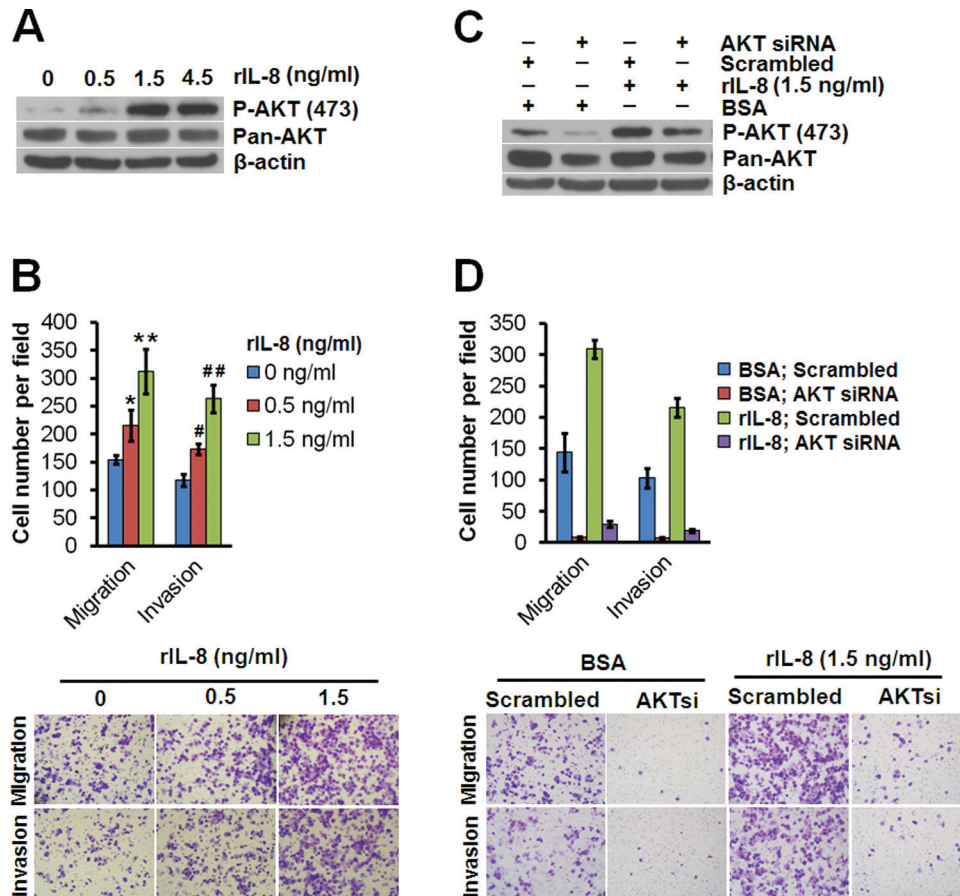 A
0 0.5 1.5 4.5 rIL-8 (ng/ml)
P-AKT (473)
Pan-AKT
β-actin
C
– + – + AKT siRNA
+ – + – Scrambled
– – + + rIL-8 (1.5 ng/ml)
+ + – – BSA
P-AKT (473)
Pan-AKT
β-actin
B
Cell number per field
400
350
300
250
200
150
100
50
0
* **
# ##
Migration
Invasion
rIL-8 (ng/ml)
0 ng/ml
0.5 ng/ml
1.5 ng/ml
rIL-8 (ng/ml)
0 0.5 1.5
Migration
Invasion
D
Cell number per field
350
300
250
200
150
100
50
0
Migration
Invasion
BSA; Scrambled
BSA; AKT siRNA
rIL-8; Scrambled
rIL-8; AKT siRNA
BSA rIL-8 (1.5 ng/ml)
Scrambled AKTsi Scrambled AKTsi
Migration
Invasion